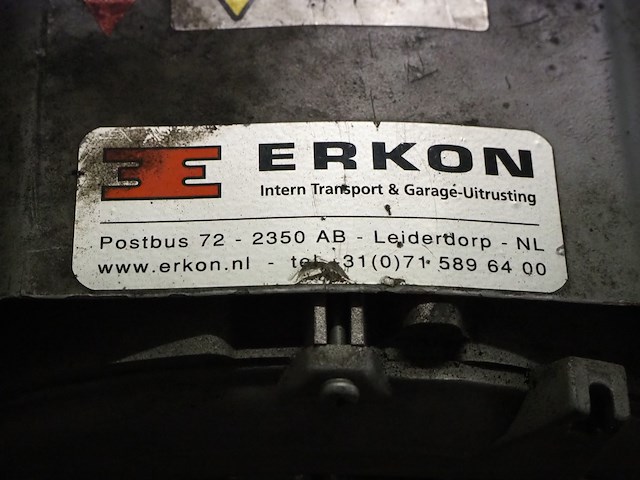 ERKON
Intern Transport & Garage-Uitrusting
Postbus 72 - 2350 AB - Leiderdorp - NL
www.erkon.nl - tel +31(0)71 589 64 00